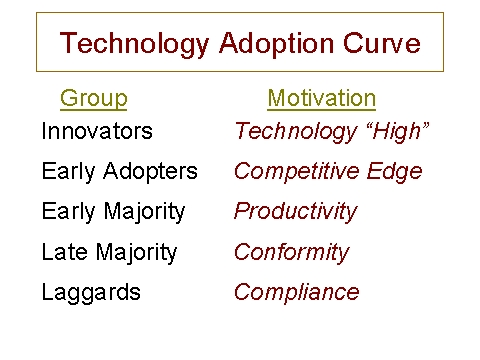 Technology Adoption Curve
Group Motivation
Innovators Technology “High”
Early Adopters Competitive Edge
Early Majority Productivity
Late Majority Conformity
Laggards Compliance